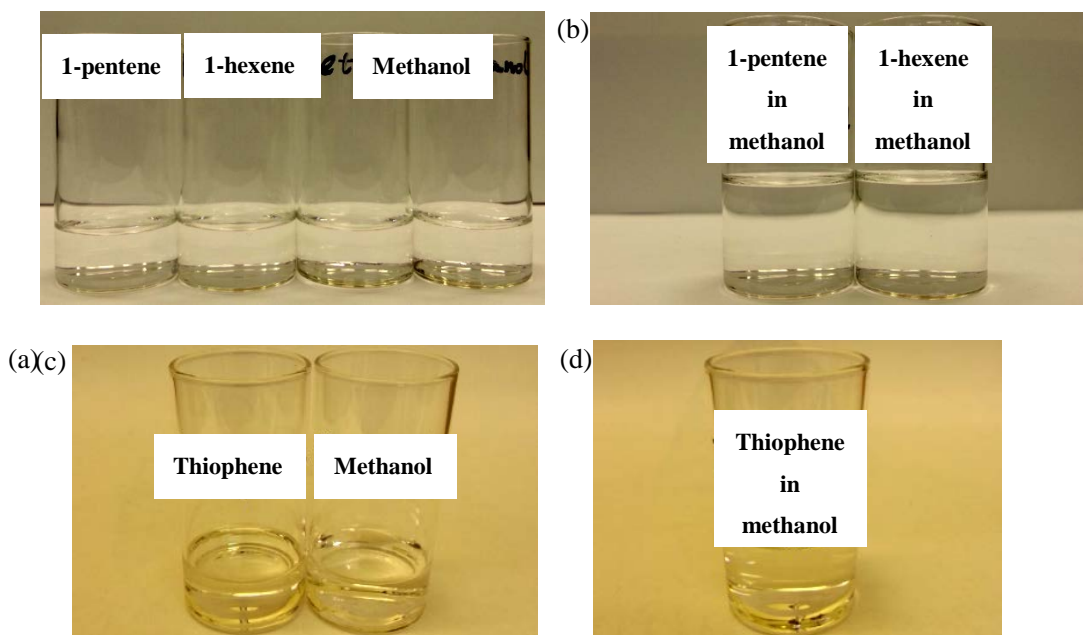 1-pentene 1-hexene Methanol
(b)
1-pentene
in
methanol
1-hexene
in
methanol
(a)(c)
Thiophene Methanol
(d)
Thiophene
in
methanol